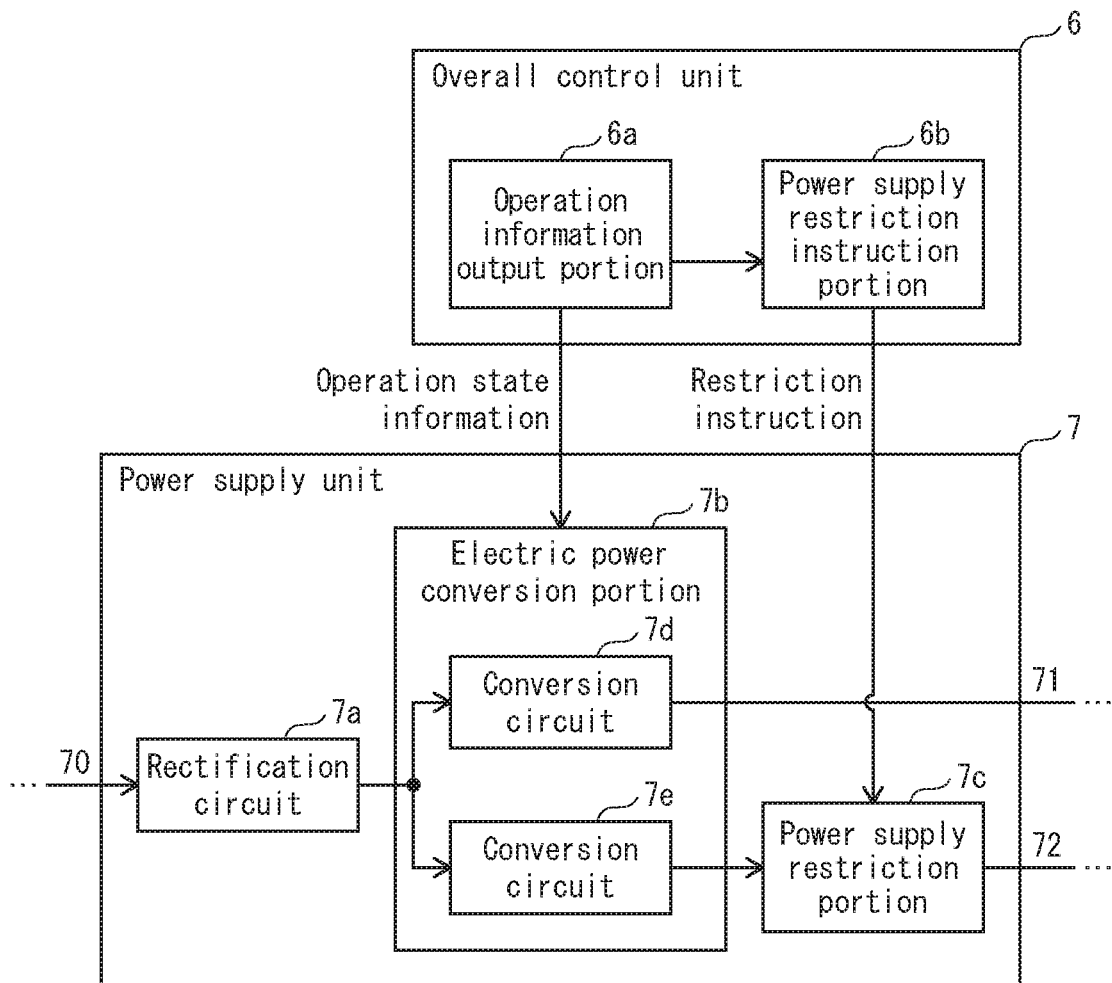 6
Overall control unit
6a
6b
Operation
information
output portion
Power supply
restriction
instruction
portion
Operation state
information
Restriction
instruction
7
Power supply unit
7b
Electric power
conversion portion
7d
Conversion
circuit
71
...
7a
70
...
Rectification
circuit
7e
Conversion
circuit
7c
Power supply
restriction
portion
72
...